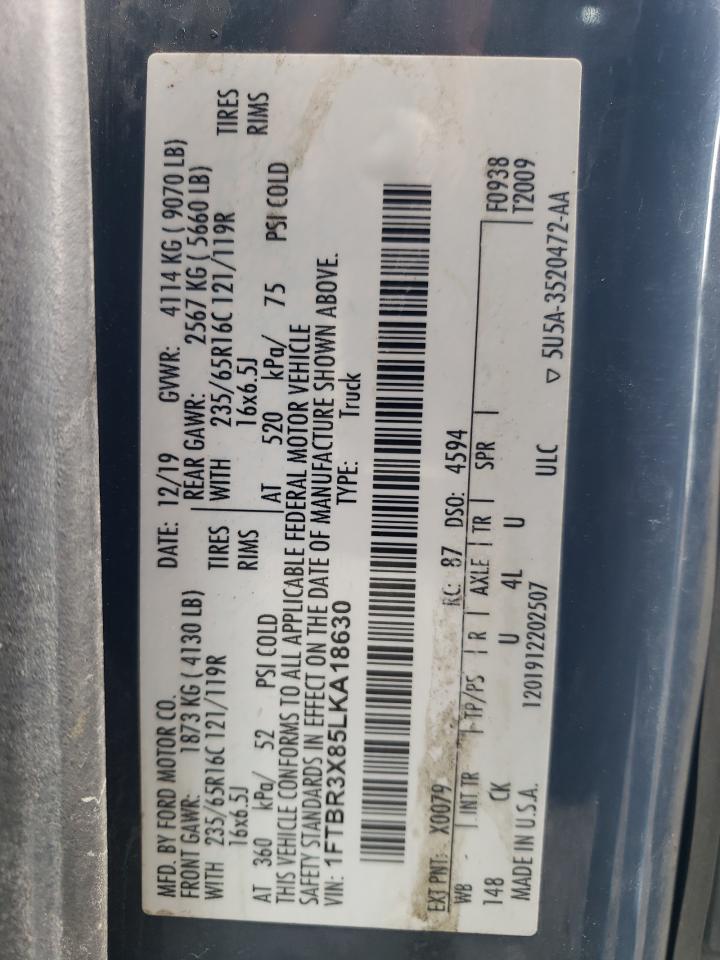 MFD. BY FORD MOTOR CO. DATE: 12/19 GVWR: 4114 KG ( 9070 LB)
FRONT GAWR: 1873 KG ( 4130 LB) REAR GAWR: 2567 KG ( 5660 LB)
WITH 235/65R16C 121/119R TIRES WITH 235/65R16C 121/119R TIRES
16x6.5J RIMS 16x6.5J RIMS
AT 360 kPa/ 52 PSI COLD AT 520 kPa/ 75 PSI COLD
THIS VEHICLE CONFORMS TO ALL APPLICABLE FEDERAL MOTOR VEHICLE
SAFETY STANDARDS IN EFFECT ON THE DATE OF MANUFACTURE SHOWN ABOVE.
VIN: 1FTBR3X85LKA18630 TYPE: Truck
EXT PNT: X0079 RC: 87 DSO: 4594
WB - INT TR TP/PS R AXLE TR SPR F0938
148 CK U 4L U T2009
MADE IN U.S.A. 1201912202507 ULC ▽ 5U5A-3520472-AA